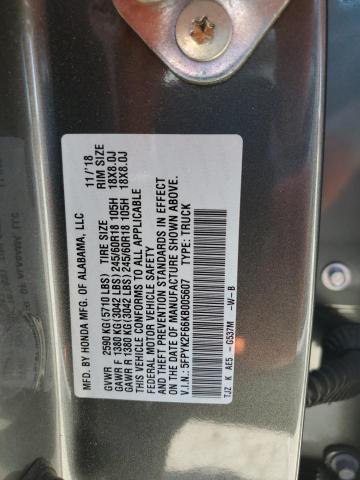 MFD. BY HONDA MFG. OF ALABAMA, LLC 11/'18
GVWR 2590 KG(5710 LBS) TIRE SIZE RIM SIZE
GAWR F 1380 KG(3042 LBS) 245/60R18 105H 18X8.0J
GAWR R 1380 KG(3042 LBS) 245/60R18 105H 18X8.0J
THIS VEHICLE CONFORMS TO ALL APPLICABLE
FEDERAL MOTOR VEHICLE SAFETY
AND THEFT PREVENTION STANDARDS IN EFFECT
ON THE DATE OF MANUFACTURE SHOWN ABOVE.
V.I.N.: 5FPYK2F66KB005607 TYPE: TRUCK
TJZ K AE5 - G537M -W-B